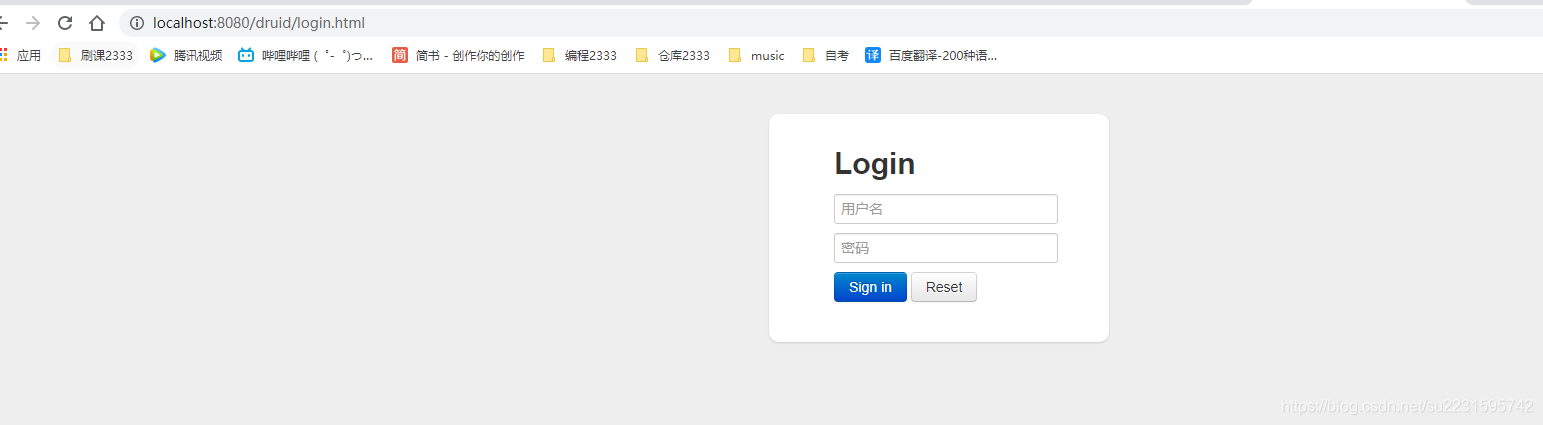 localhost:8080/druid/login.html
应用 刷课2333 腾讯视频 哔哩哔哩 ( ゜- ゜)つ... 简 简书 - 创作你的创作 编程2333 仓库2333 music 自考 译 百度翻译-200种语...
Login
用户名
密码
Sign in Reset
https://blog.csdn.net/su2231595742